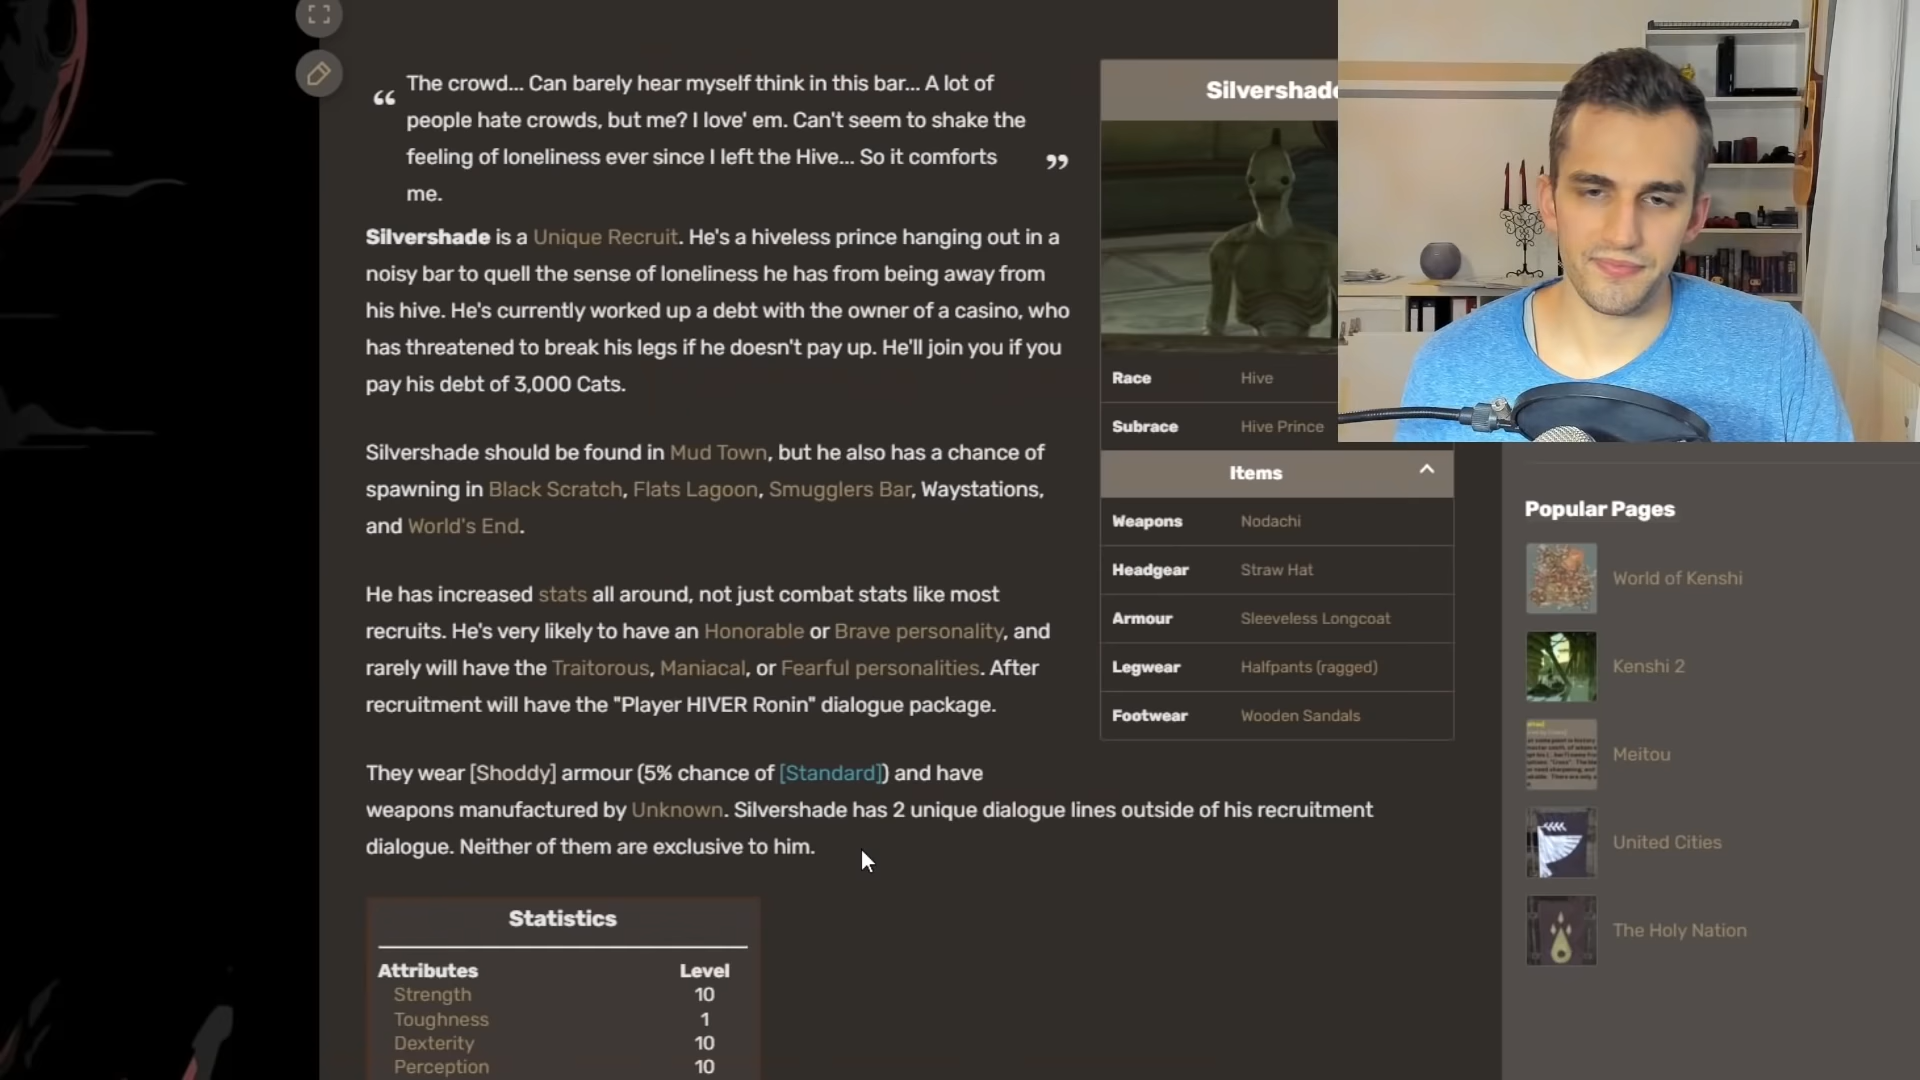 “ The crowd... Can barely hear myself think in this bar... A lot of
people hate crowds, but me? I love' em. Can't seem to shake the
feeling of loneliness ever since I left the Hive... So it comforts ”
me.
Silvershade is a Unique Recruit. He's a hiveless prince hanging out in a
noisy bar to quell the sense of loneliness he has from being away from
his hive. He's currently worked up a debt with the owner of a casino, who
has threatened to break his legs if he doesn't pay up. He'll join you if you
pay his debt of 3,000 Cats.
Silvershade should be found in Mud Town, but he also has a chance of
spawning in Black Scratch, Flats Lagoon, Smugglers Bar, Waystations,
and World's End.
He has increased stats all around, not just combat stats like most
recruits. He's very likely to have an Honorable or Brave personality, and
rarely will have the Traitorous, Maniacal, or Fearful personalities. After
recruitment will have the "Player HIVER Ronin" dialogue package.
They wear [Shoddy] armour (5% chance of [Standard]) and have
weapons manufactured by Unknown. Silvershade has 2 unique dialogue lines outside of his recruitment
dialogue. Neither of them are exclusive to him.
Statistics
Attributes Level
Strength 10
Toughness 1
Dexterity 10
Perception 10
Silvershade
Race Hive
Subrace Hive Prince
Items
Weapons Nodachi
Headgear Straw Hat
Armour Sleeveless Longcoat
Legwear Halfpants (ragged)
Footwear Wooden Sandals
Popular Pages
World of Kenshi
Kenshi 2
Meitou
United Cities
The Holy Nation